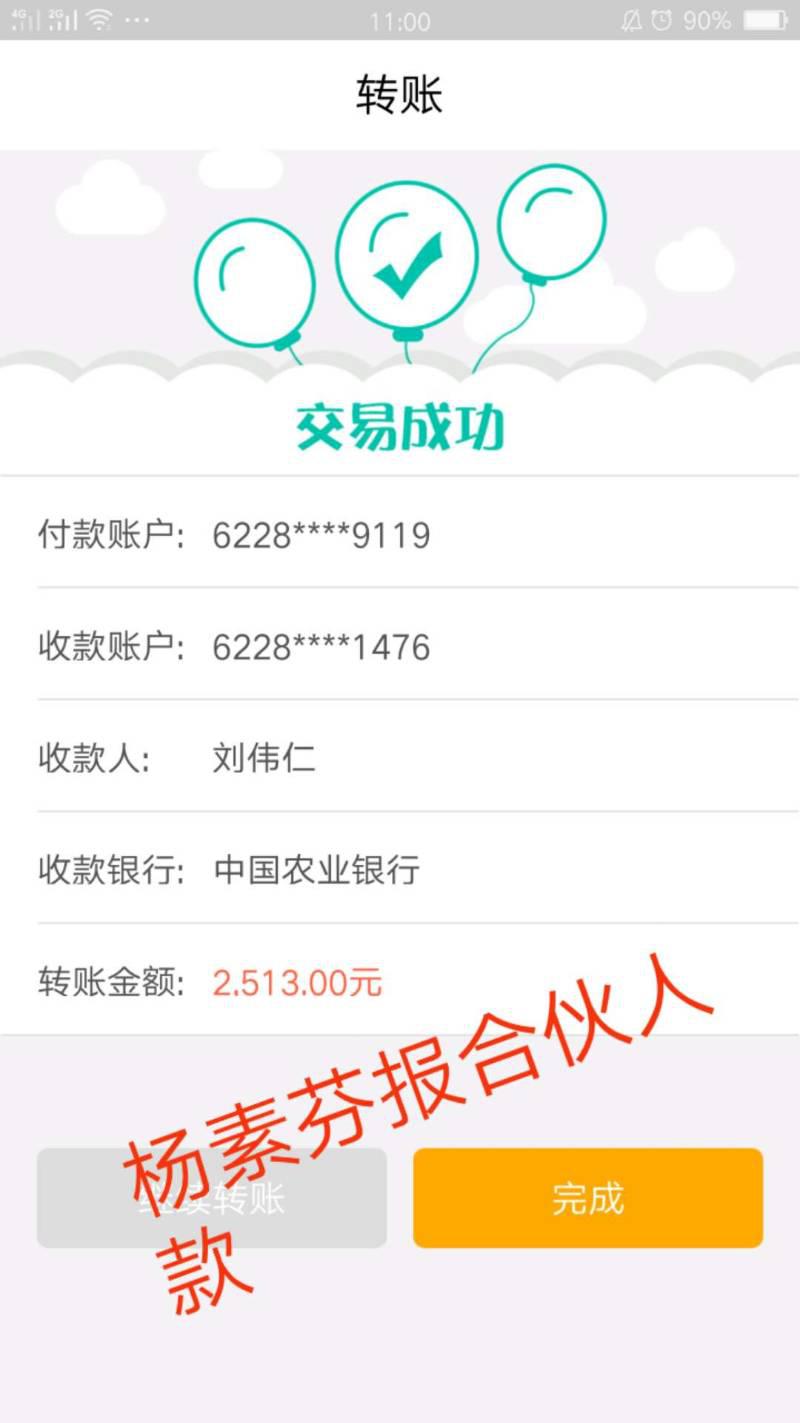 4G 2G 11:00 90%
转账
交易成功
付款账户: 6228****9119
收款账户: 6228****1476
收款人: 刘伟仁
收款银行: 中国农业银行
转账金额: 2,513.00元
杨素芬报合伙人
款
继续转账 完成